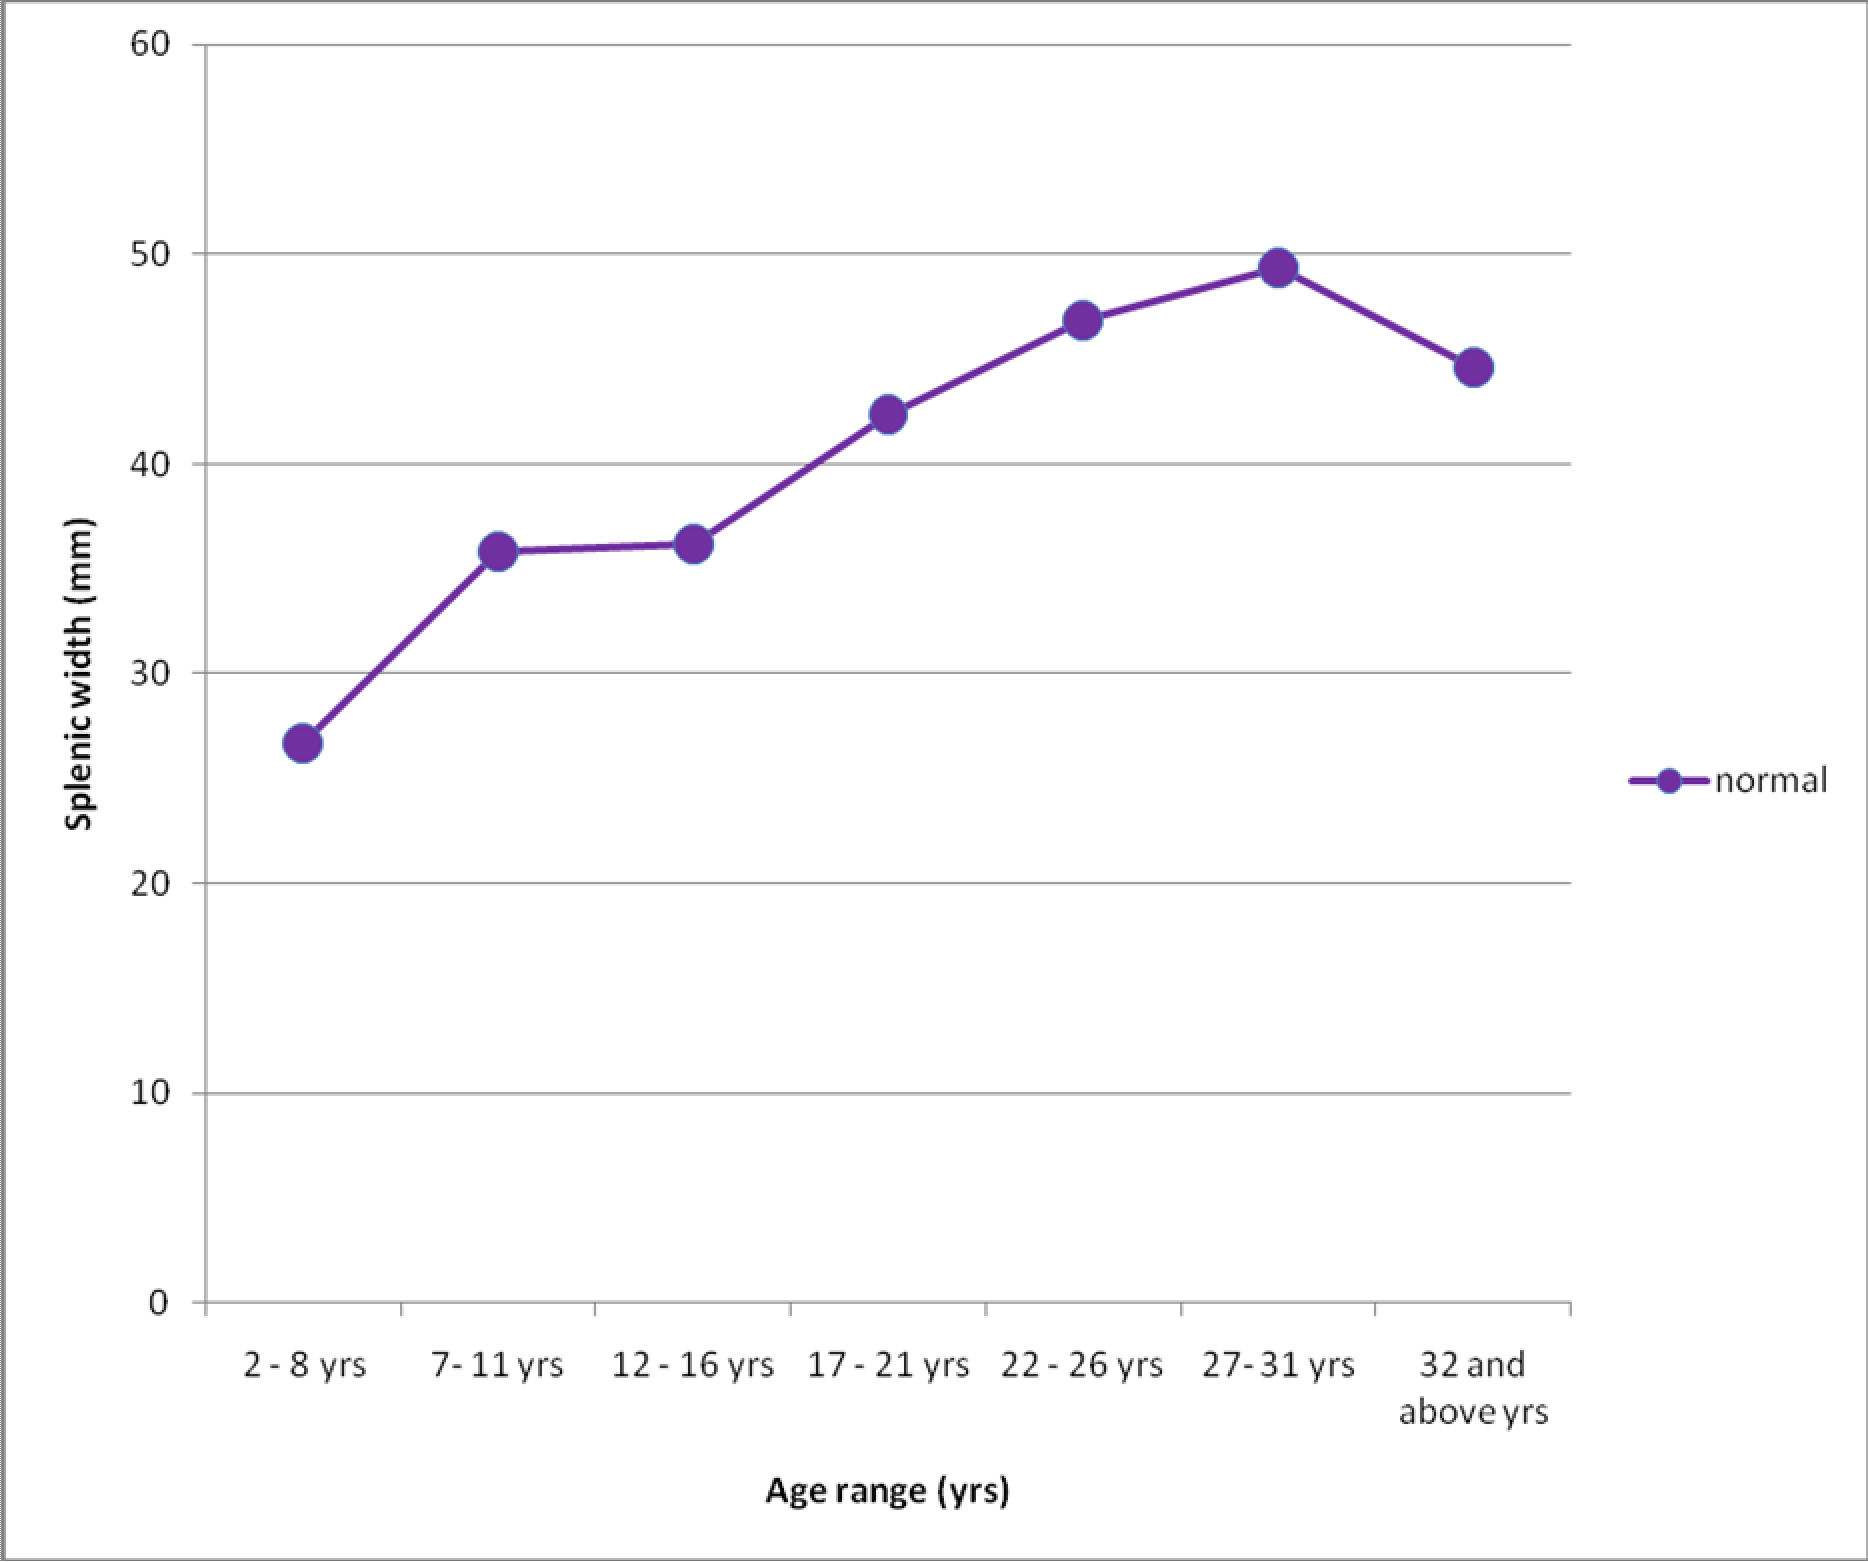 60
50
40
30
20
10
0
Splenic width (mm)
2 - 8 yrs
7- 11 yrs
12 - 16 yrs
17 - 21 yrs
22 - 26 yrs
27- 31 yrs
32 and
above yrs
Age range (yrs)
normal